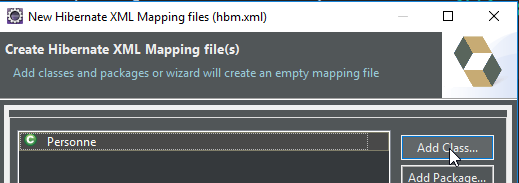 New Hibernate XML Mapping files (hbm.xml)
Create Hibernate XML Mapping file(s)
Add classes and packages or wizard will create an empty mapping file
C Personne
Add Class...
Add Package...